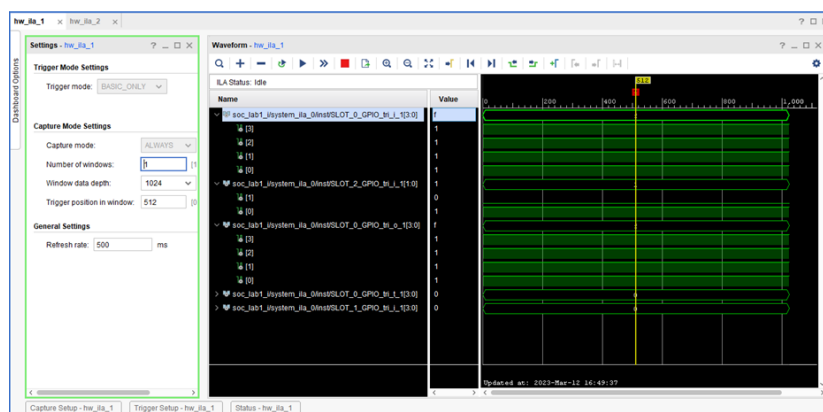 hw_ila_1 × hw_ila_2 ×
Dashboard Options
Settings - hw_ila_1
Trigger Mode Settings
Trigger mode: BASIC_ONLY
Capture Mode Settings
Capture mode: ALWAYS
Number of windows: 1 [1
Window data depth: 1024
Trigger position in window: 512 [0
General Settings
Refresh rate: 500 ms
Waveform - hw_ila_1
ILA Status: Idle
Name Value
512
0 200 400 600 800 1,000
soc_lab1_i/system_ila_0/inst/SLOT_0_GPIO_tri_i_1[3:0] f
[3] 1
[2] 1
[1] 1
[0] 1
soc_lab1_i/system_ila_0/inst/SLOT_2_GPIO_tri_i_1[1:0] 1
[1] 0
[0] 1
soc_lab1_i/system_ila_0/inst/SLOT_0_GPIO_tri_o_1[3:0] f
[3] 1
[2] 1
[1] 1
[0] 1
soc_lab1_i/system_ila_0/inst/SLOT_0_GPIO_tri_t_1[3:0] 0 0
soc_lab1_i/system_ila_0/inst/SLOT_1_GPIO_tri_i_1[3:0] 0 0
Updated at: 2023-Mar-12 16:49:37
Capture Setup - hw_ila_1 Trigger Setup - hw_ila_1 Status - hw_ila_1